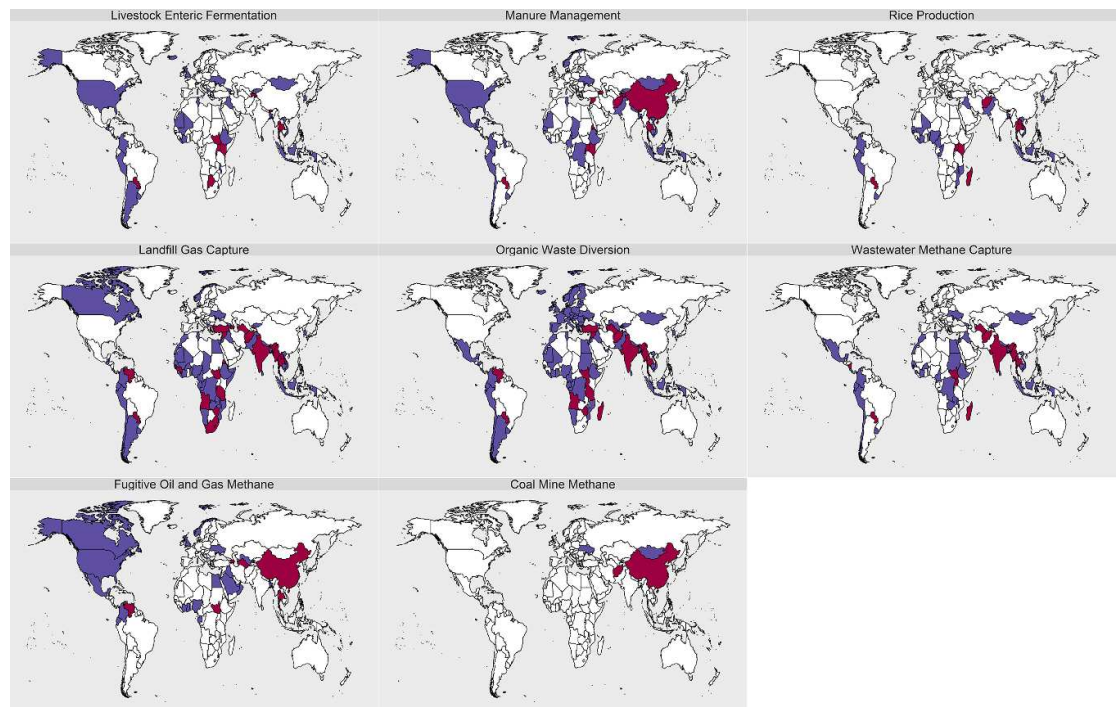 Livestock Enteric Fermentation
Manure Management
Rice Production
Landfill Gas Capture
Organic Waste Diversion
Wastewater Methane Capture
Fugitive Oil and Gas Methane
Coal Mine Methane